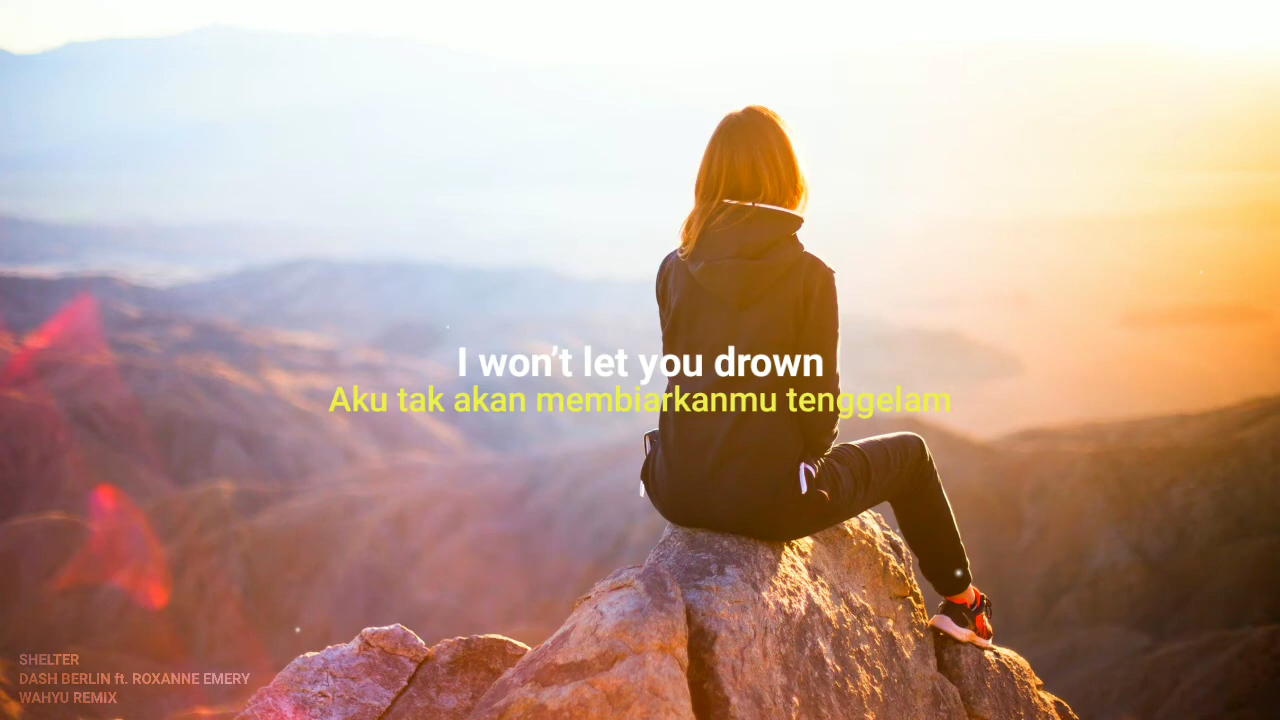 I won’t let you drown
Aku tak akan membiarkanmu tenggelam
SHELTER
DASH BERLIN ft. ROXANNE EMERY
WAHYU REMIX